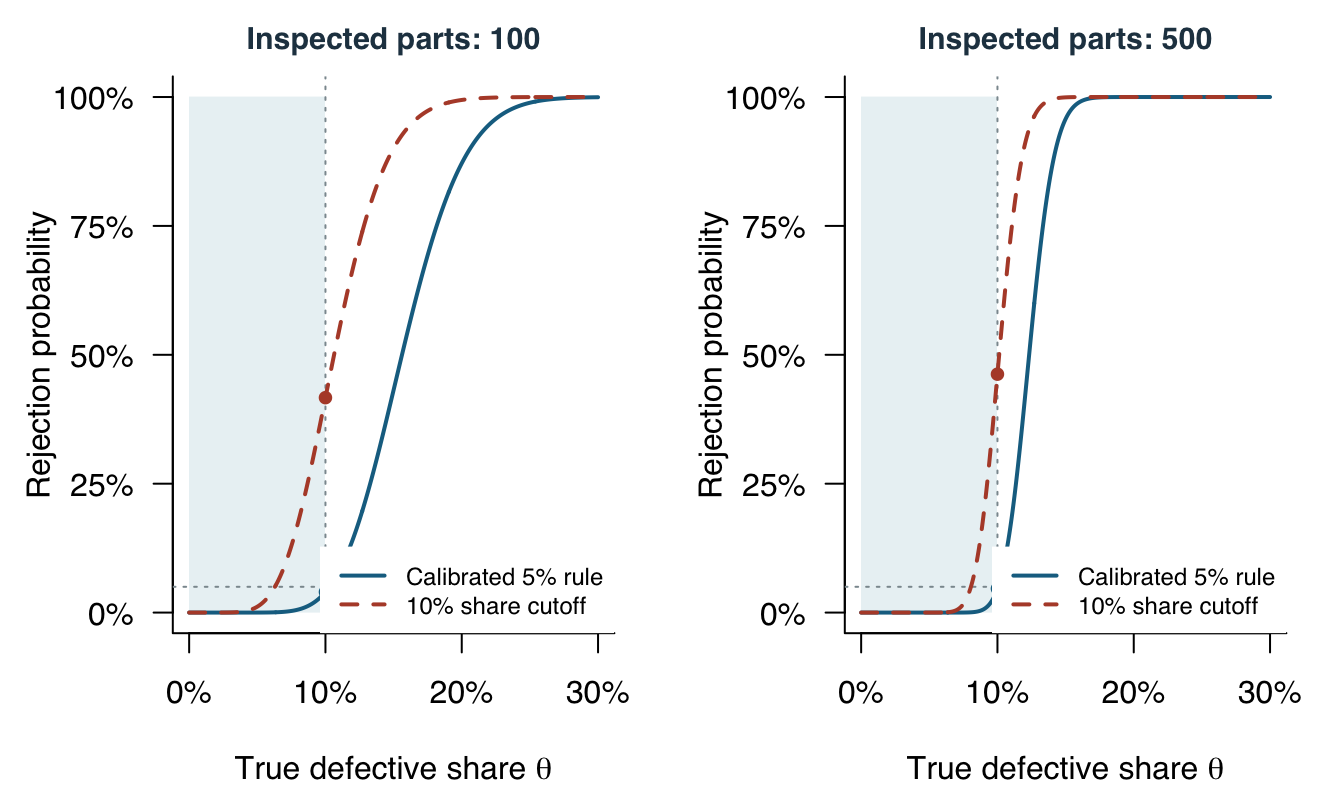 Inspected parts: 100
100%
75%
50%
25%
0%
Rejection probability
Calibrated 5% rule
10% share cutoff
0%
10%
20%
30%
True defective share θ
Inspected parts: 500
100%
75%
50%
25%
0%
Rejection probability
Calibrated 5% rule
10% share cutoff
0%
10%
20%
30%
True defective share θ